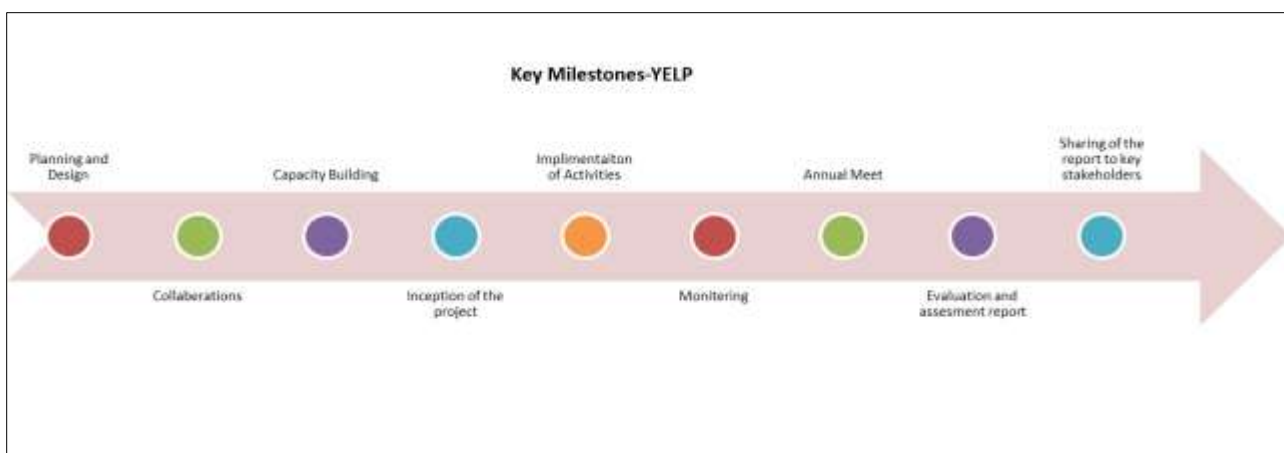 Key Milestones-YELP
Planning and
Design
Collaberations
Capacity Building
Inception of the
project
Implimentaiton
of Activities
Monitering
Annual Meet
Evaluation and
assesment report
Sharing of the
report to key
stakeholders